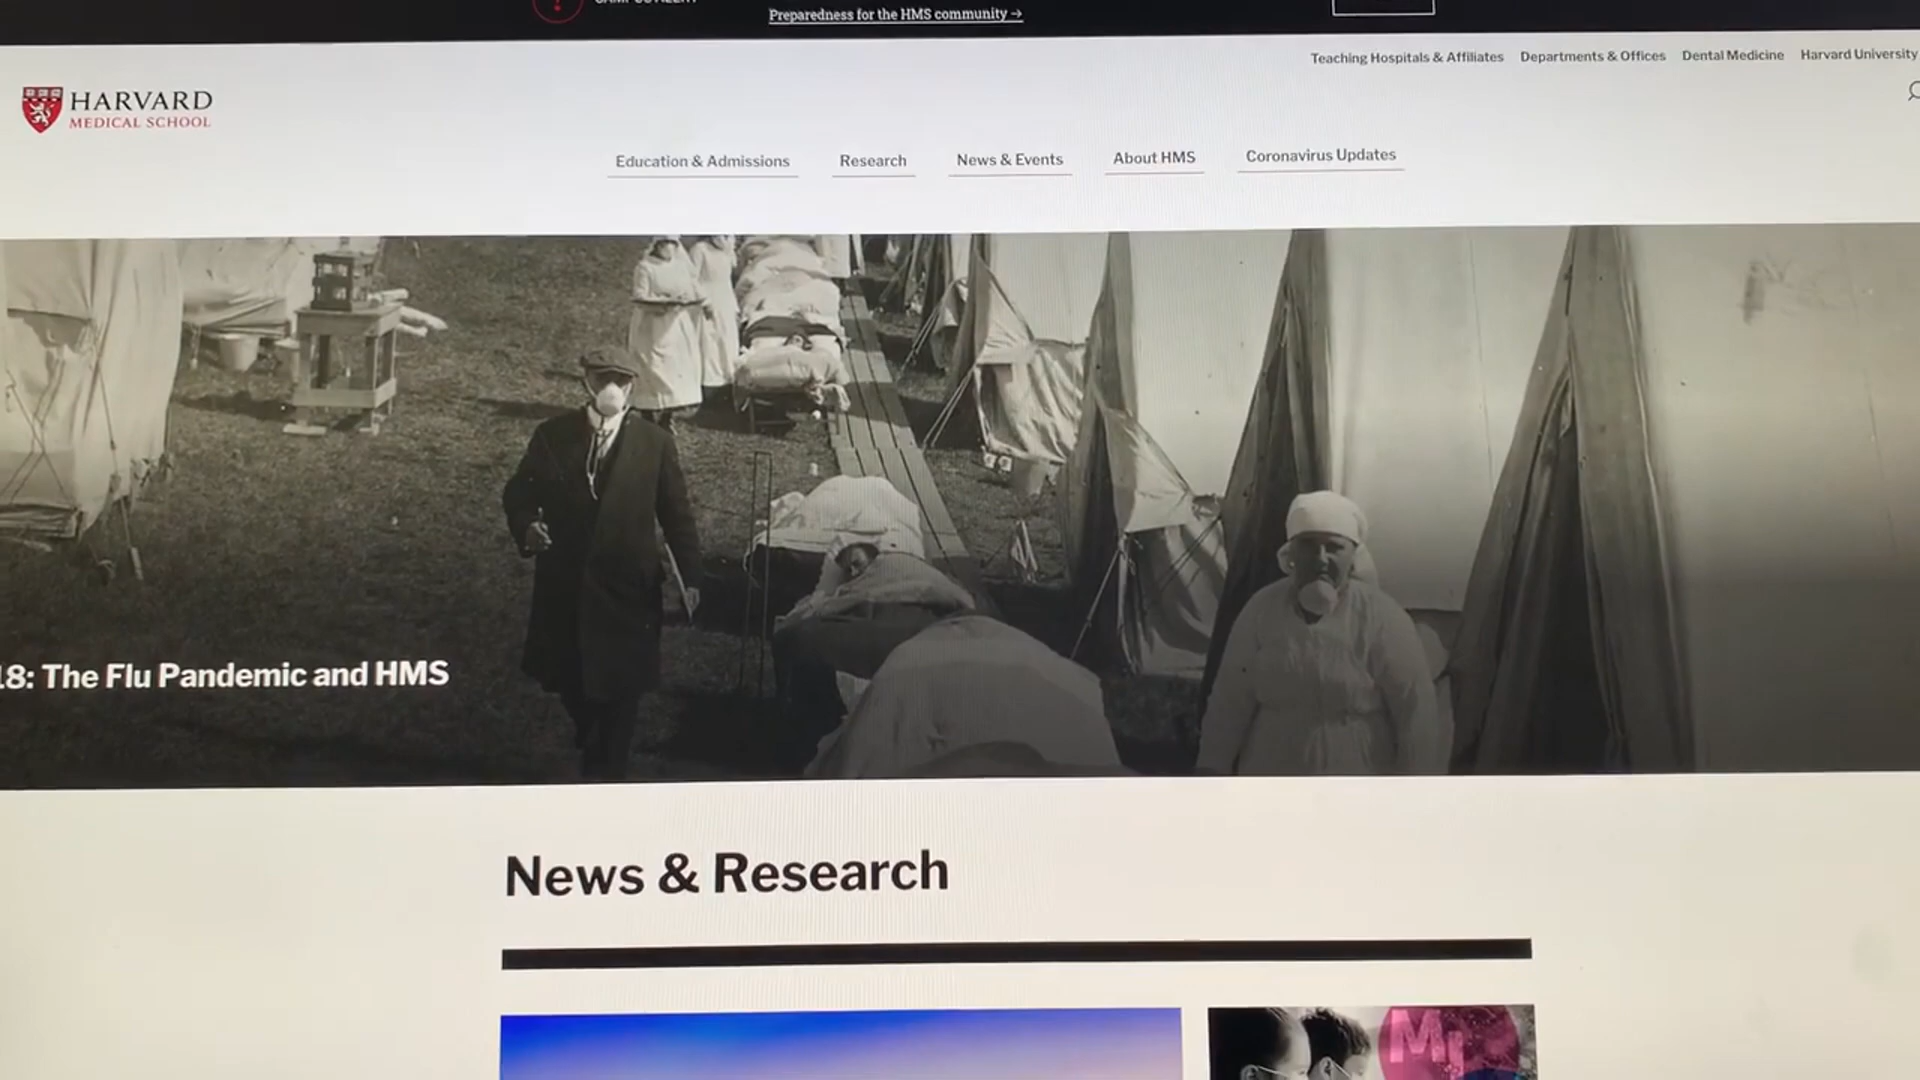 Preparedness for the HMS community →
Teaching Hospitals & Affiliates Departments & Offices Dental Medicine Harvard University
HARVARD
MEDICAL SCHOOL
Education & Admissions Research News & Events About HMS Coronavirus Updates
8: The Flu Pandemic and HMS
News & Research